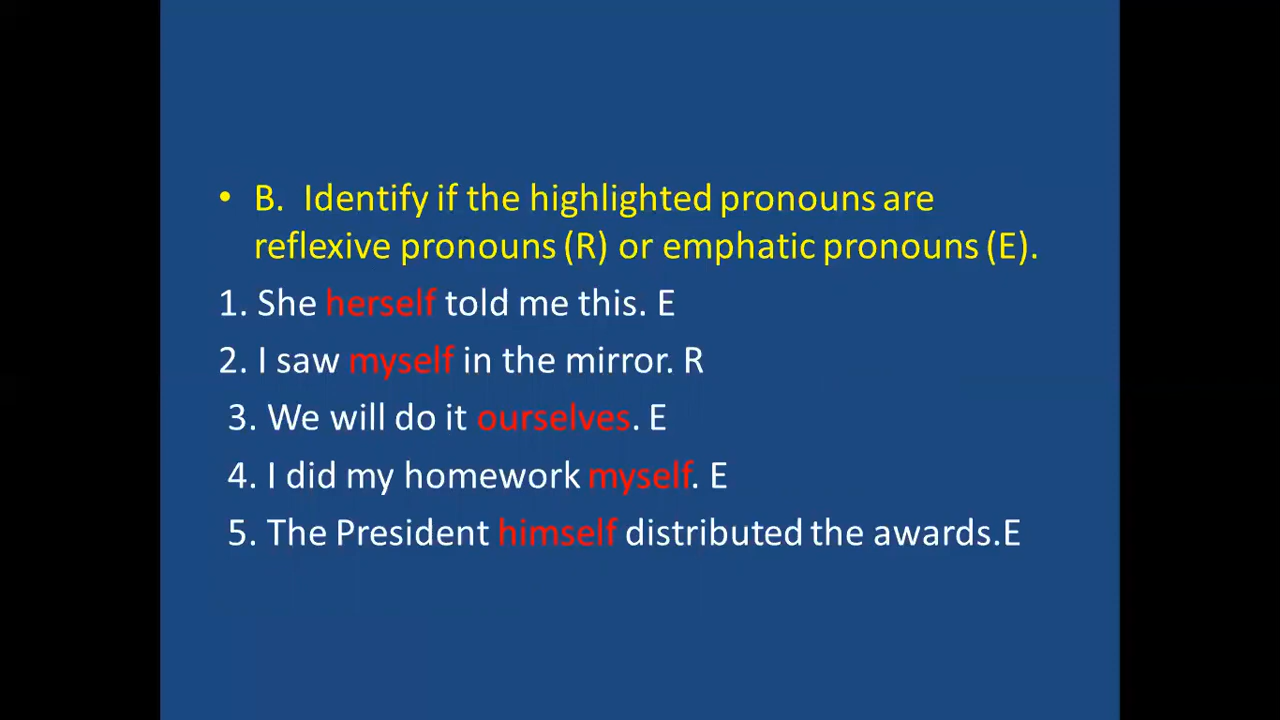 • B. Identify if the highlighted pronouns are
reflexive pronouns (R) or emphatic pronouns (E).
1. She herself told me this. E
2. I saw myself in the mirror. R
3. We will do it ourselves. E
4. I did my homework myself. E
5. The President himself distributed the awards.E